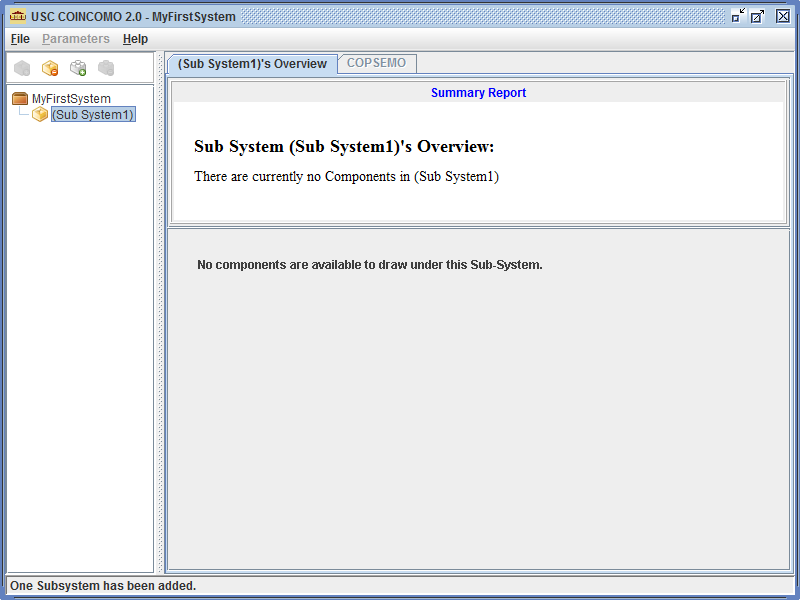 USC COINCOMO 2.0 - MyFirstSystem
File Parameters Help
(Sub System1)'s Overview COPSEMO
MyFirstSystem
(Sub System1)
Summary Report
Sub System (Sub System1)'s Overview:
There are currently no Components in (Sub System1)
No components are available to draw under this Sub-System.
One Subsystem has been added.